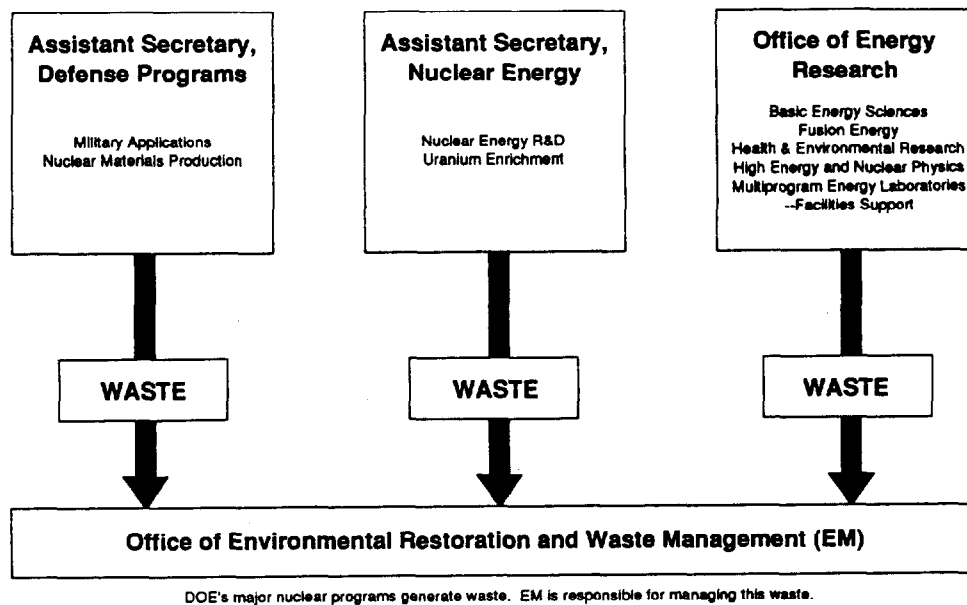 Assistant Secretary,
Defense Programs
Military Applications
Nuclear Materials Production
Assistant Secretary,
Nuclear Energy
Nuclear Energy R&D
Uranium Enrichment
Office of Energy
Research
Basic Energy Sciences
Fusion Energy
Health & Environmental Research
High Energy and Nuclear Physics
Multiprogram Energy Laboratories
--Facilities Support
WASTE
WASTE
WASTE
Office of Environmental Restoration and Waste Management (EM)
DOE's major nuclear programs generate waste. EM is responsible for managing this waste.